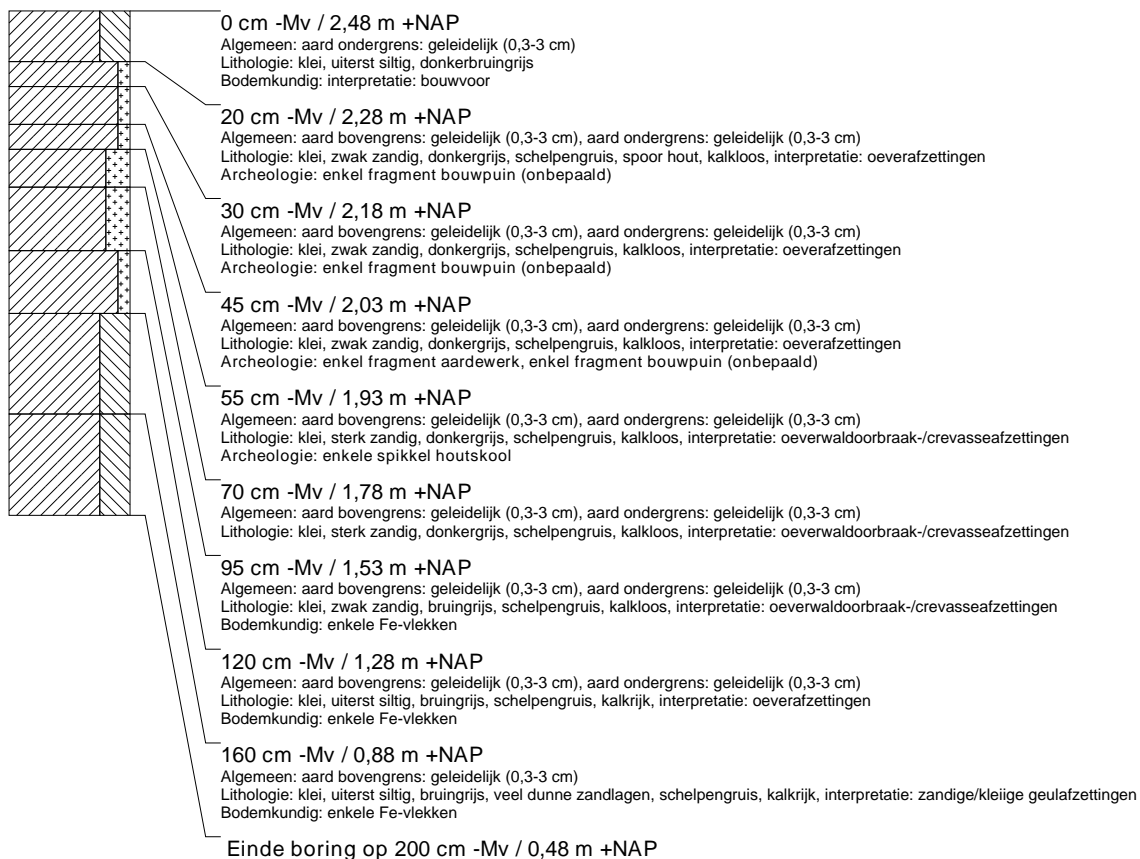 0 cm -Mv / 2,48 m +NAP
Algemeen: aard ondergrens: geleidelijk (0,3-3 cm)
Lithologie: klei, uiterst siltig, donkerbruingrijs
Bodemkundig: interpretatie: bouwvoor
20 cm -Mv / 2,28 m +NAP
Algemeen: aard bovengrens: geleidelijk (0,3-3 cm), aard ondergrens: geleidelijk (0,3-3 cm)
Lithologie: klei, zwak zandig, donkergrijs, schelpengruis, spoor hout, kalkloos, interpretatie: oeverafzettingen
Archeologie: enkel fragment bouwpuin (onbepaald)
30 cm -Mv / 2,18 m +NAP
Algemeen: aard bovengrens: geleidelijk (0,3-3 cm), aard ondergrens: geleidelijk (0,3-3 cm)
Lithologie: klei, zwak zandig, donkergrijs, schelpengruis, kalkloos, interpretatie: oeverafzettingen
Archeologie: enkel fragment bouwpuin (onbepaald)
45 cm -Mv / 2,03 m +NAP
Algemeen: aard bovengrens: geleidelijk (0,3-3 cm), aard ondergrens: geleidelijk (0,3-3 cm)
Lithologie: klei, zwak zandig, donkergrijs, schelpengruis, kalkloos, interpretatie: oeverafzettingen
Archeologie: enkel fragment aardewerk, enkel fragment bouwpuin (onbepaald)
55 cm -Mv / 1,93 m +NAP
Algemeen: aard bovengrens: geleidelijk (0,3-3 cm), aard ondergrens: geleidelijk (0,3-3 cm)
Lithologie: klei, sterk zandig, donkergrijs, schelpengruis, kalkloos, interpretatie: oeverwaldoorbraak-/crevasseafzettingen
Archeologie: enkele spikkel houtskool
70 cm -Mv / 1,78 m +NAP
Algemeen: aard bovengrens: geleidelijk (0,3-3 cm), aard ondergrens: geleidelijk (0,3-3 cm)
Lithologie: klei, sterk zandig, donkergrijs, schelpengruis, kalkloos, interpretatie: oeverwaldoorbraak-/crevasseafzettingen
95 cm -Mv / 1,53 m +NAP
Algemeen: aard bovengrens: geleidelijk (0,3-3 cm), aard ondergrens: geleidelijk (0,3-3 cm)
Lithologie: klei, zwak zandig, bruingrijs, schelpengruis, kalkloos, interpretatie: oeverwaldoorbraak-/crevasseafzettingen
Bodemkundig: enkele Fe-vlekken
120 cm -Mv / 1,28 m +NAP
Algemeen: aard bovengrens: geleidelijk (0,3-3 cm), aard ondergrens: geleidelijk (0,3-3 cm)
Lithologie: klei, uiterst siltig, bruingrijs, schelpengruis, kalkrijk, interpretatie: oeverafzettingen
Bodemkundig: enkele Fe-vlekken
160 cm -Mv / 0,88 m +NAP
Algemeen: aard bovengrens: geleidelijk (0,3-3 cm)
Lithologie: klei, uiterst siltig, bruingrijs, veel dunne zandlagen, schelpengruis, kalkrijk, interpretatie: zandige/kleiige geulafzettingen
Bodemkundig: enkele Fe-vlekken
Einde boring op 200 cm -Mv / 0,48 m +NAP